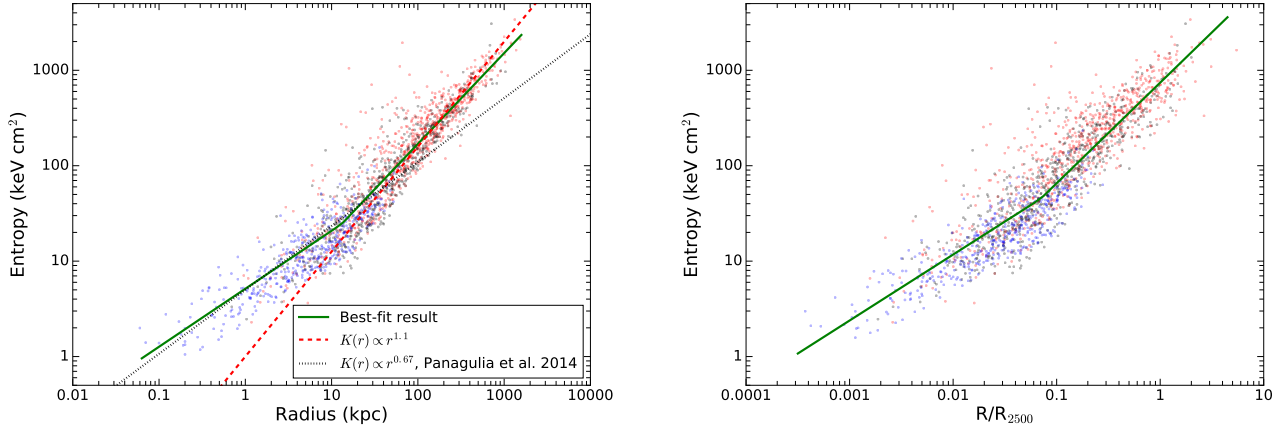 Entropy (keV cm²)
1000
100
10
1
Best-fit result
K(r) ∝ r^1.1
K(r) ∝ r^0.67, Panagulia et al. 2014
0.01 0.1 1 10 100 1000 10000
Radius (kpc)
Entropy (keV cm²)
1000
100
10
1
0.0001 0.001 0.01 0.1 1 10
R/R₂₅₀₀